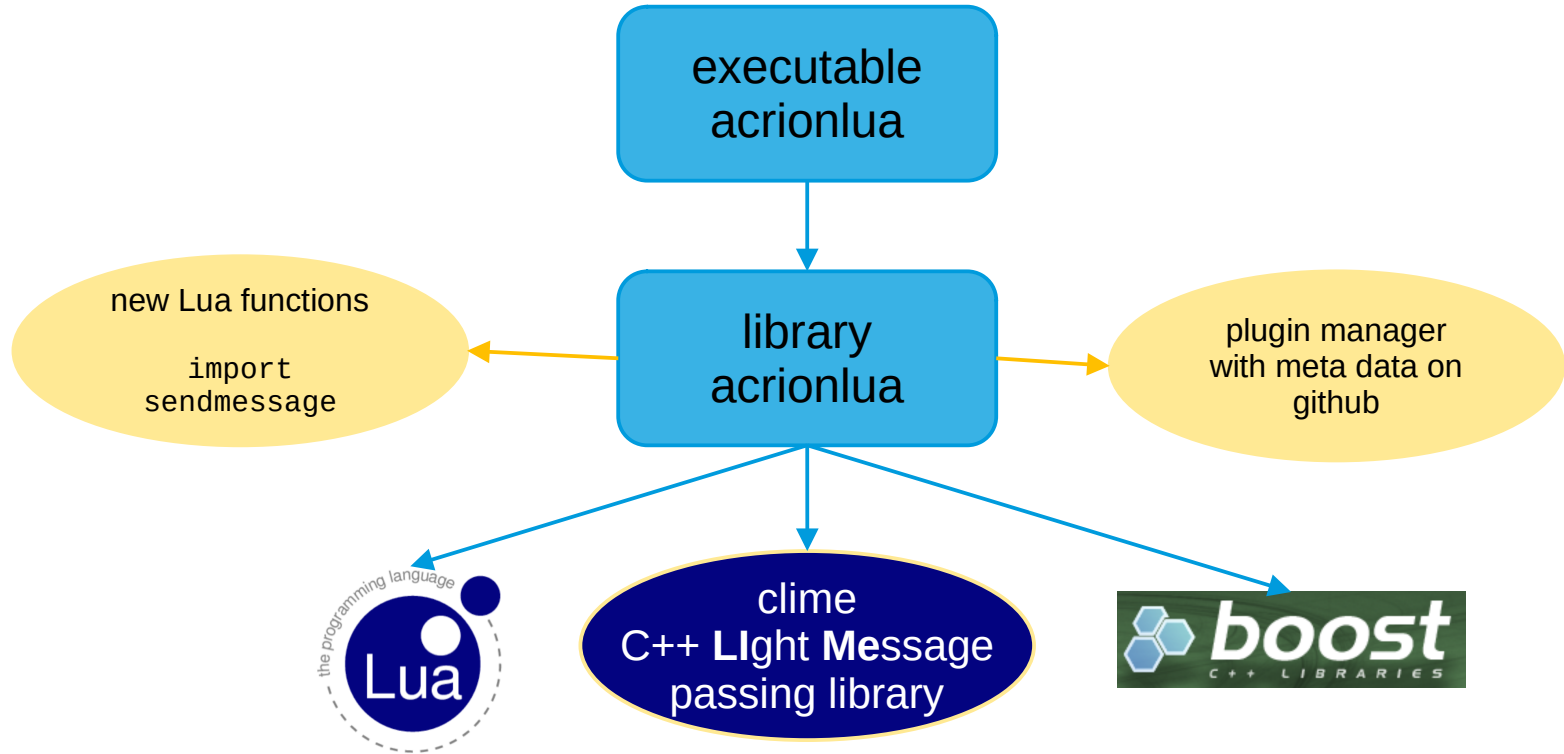 executable
acrionlua
new Lua functions
import
sendmessage
library
acrionlua
plugin manager
with meta data on
github
the programming language
Lua
clime
C++ LIght Message
passing library
boost
C++ LIBRARIES